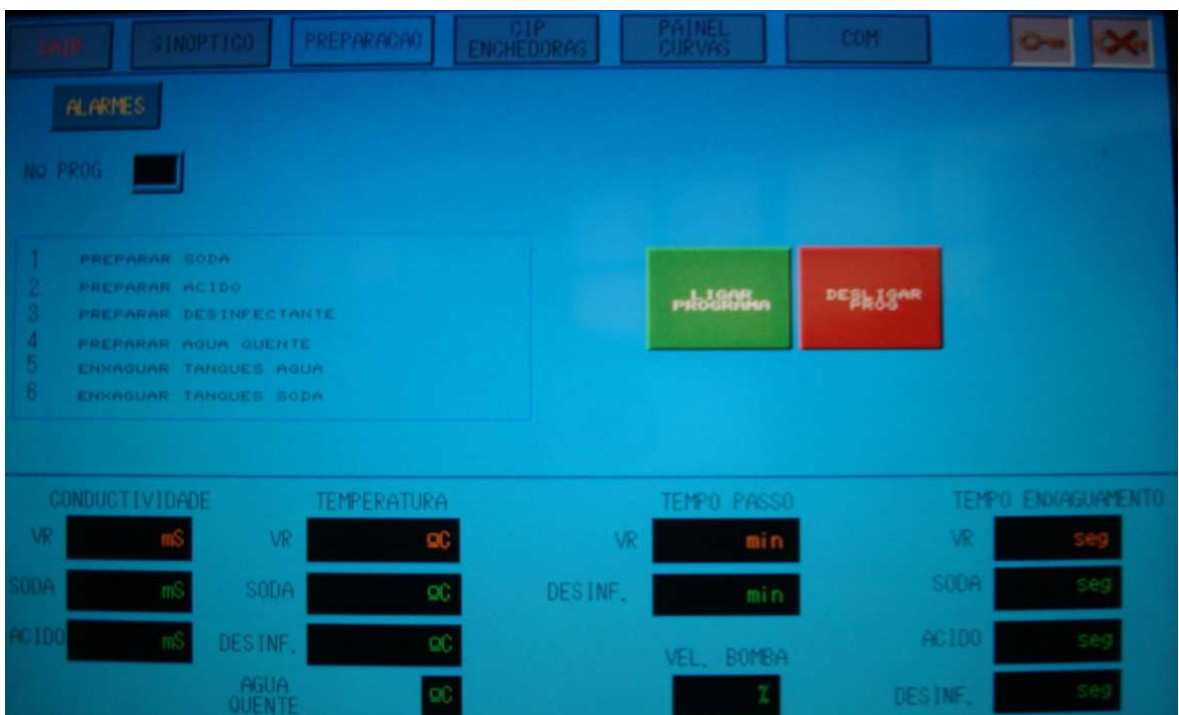 SAIR
SINOPTICO
PREPARACAO
CIP
ENCHEDORAS
PAINEL
CURVAS
COM
ALARMES
Nº PROG
1 PREPARAR SODA
2 PREPARAR ACIDO
3 PREPARAR DESINFECTANTE
4 PREPARAR AGUA QUENTE
5 ENXAGUAR TANQUES AGUA
6 ENXAGUAR TANQUES SODA
LIGAR
PROGRAMA
DESLIGAR
PROG
CONDUCTIVIDADE
VR mS
SODA mS
ACIDO mS
TEMPERATURA
VR ºC
SODA ºC
DESINF. ºC
AGUA
QUENTE ºC
TEMPO PASSO
VR min
DESINF. min
VEL. BOMBA
%
TEMPO ENXAGUAMENTO
VR seg
SODA seg
ACIDO seg
DESINF. seg